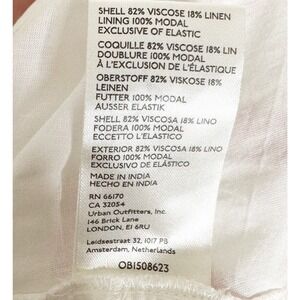 SHELL 82% VISCOSE 18% LINEN
LINING 100% MODAL
EXCLUSIVE OF ELASTIC
COQUILLE 82% VISCOSE 18% LIN
DOUBLURE 100% MODAL
À L'EXCLUSION DE L'ÉLASTIQUE
OBERSTOFF 82% VISKOSE 18%
LEINEN
FUTTER 100% MODAL
AUSSER ELASTIK
SHELL 82% VISCOSA 18% LINO
FODERA 100% MODAL
ECCETTO L'ELASTICO
EXTERIOR 82% VISCOSA 18% LINO
FORRO 100% MODAL
EXCLUSIVO DE ELÁSTICO
MADE IN INDIA
HECHO EN INDIA
RN 66170
CA 32054
Urban Outfitters, Inc.
146 Brick Lane
LONDON, E1 6RU
Leidsestraat 32, 1017 PB
Amsterdam, Netherlands
OB1508623